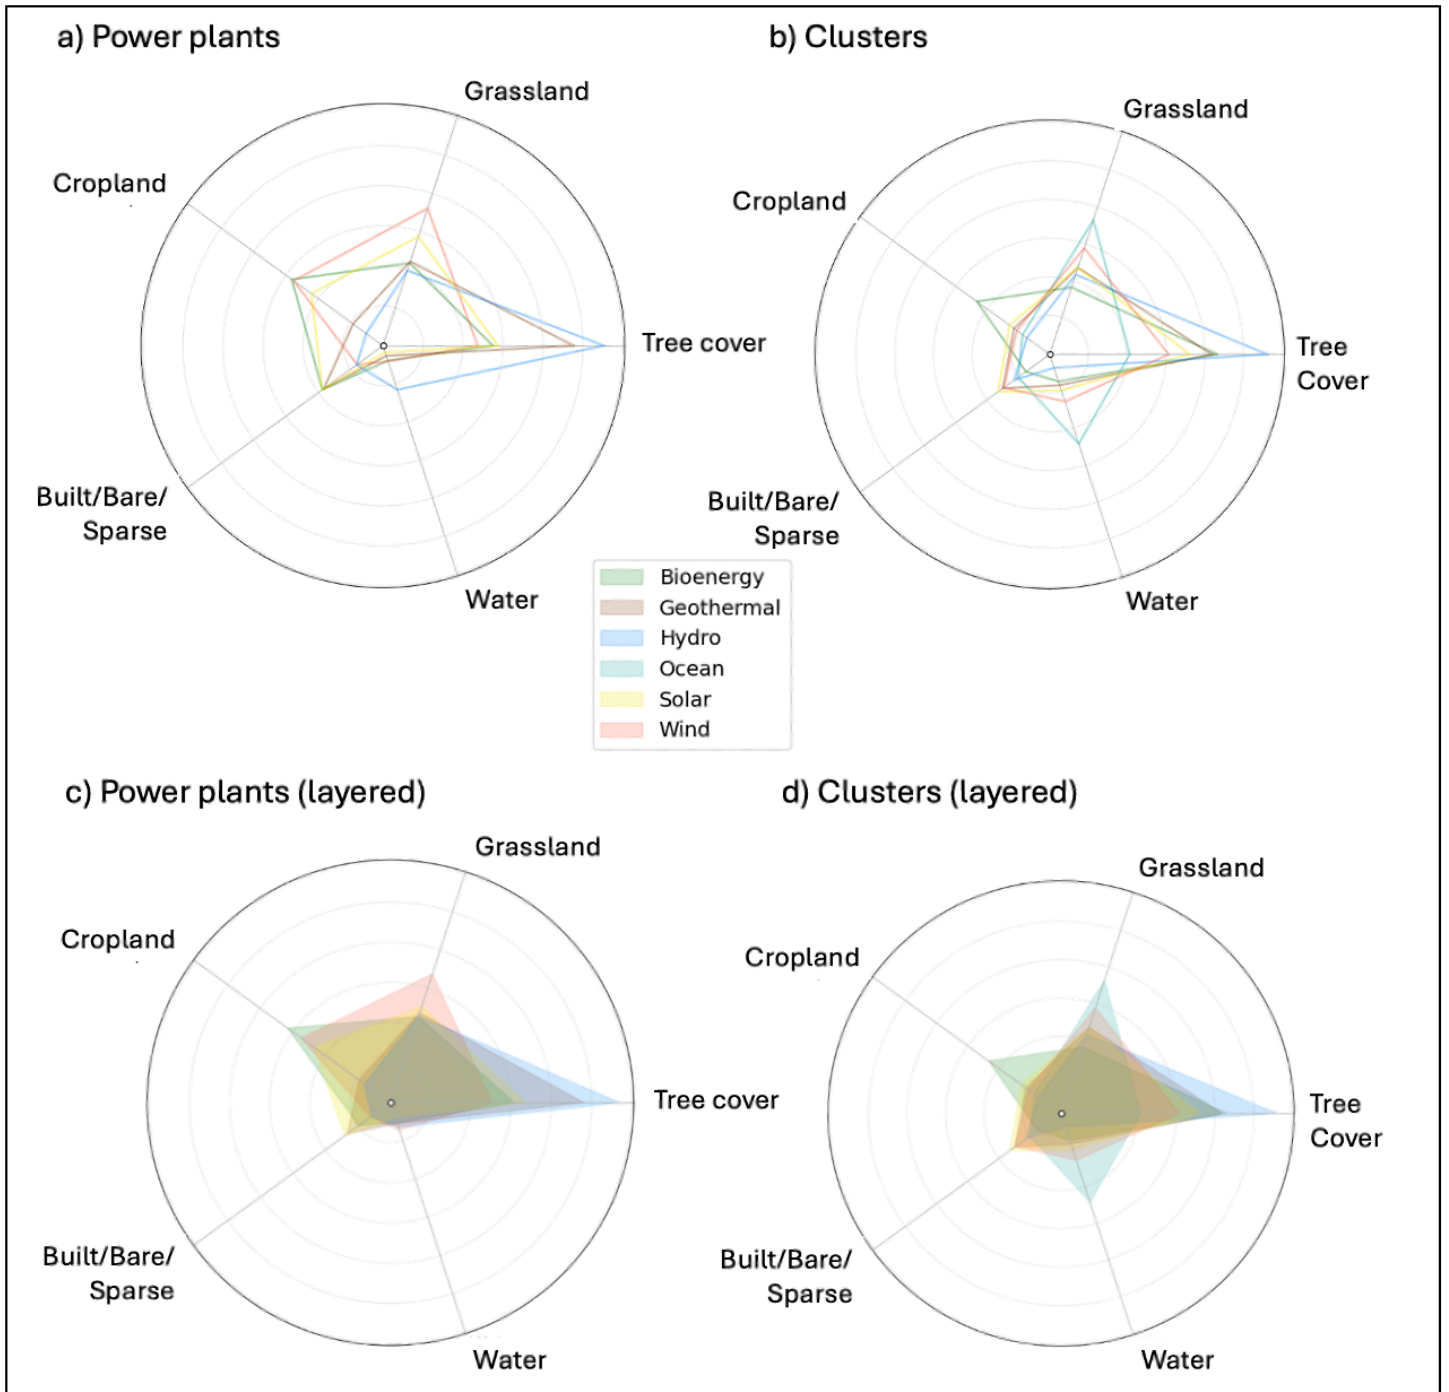 a) Power plants
b) Clusters
Grassland
Cropland
Tree cover
Built/Bare/
Sparse
Water
Grassland
Cropland
Tree
Cover
Built/Bare/
Sparse
Water
Bioenergy
Geothermal
Hydro
Ocean
Solar
Wind
c) Power plants (layered)
d) Clusters (layered)
Grassland
Cropland
Tree cover
Built/Bare/
Sparse
Water
Grassland
Cropland
Tree
Cover
Built/Bare/
Sparse
Water